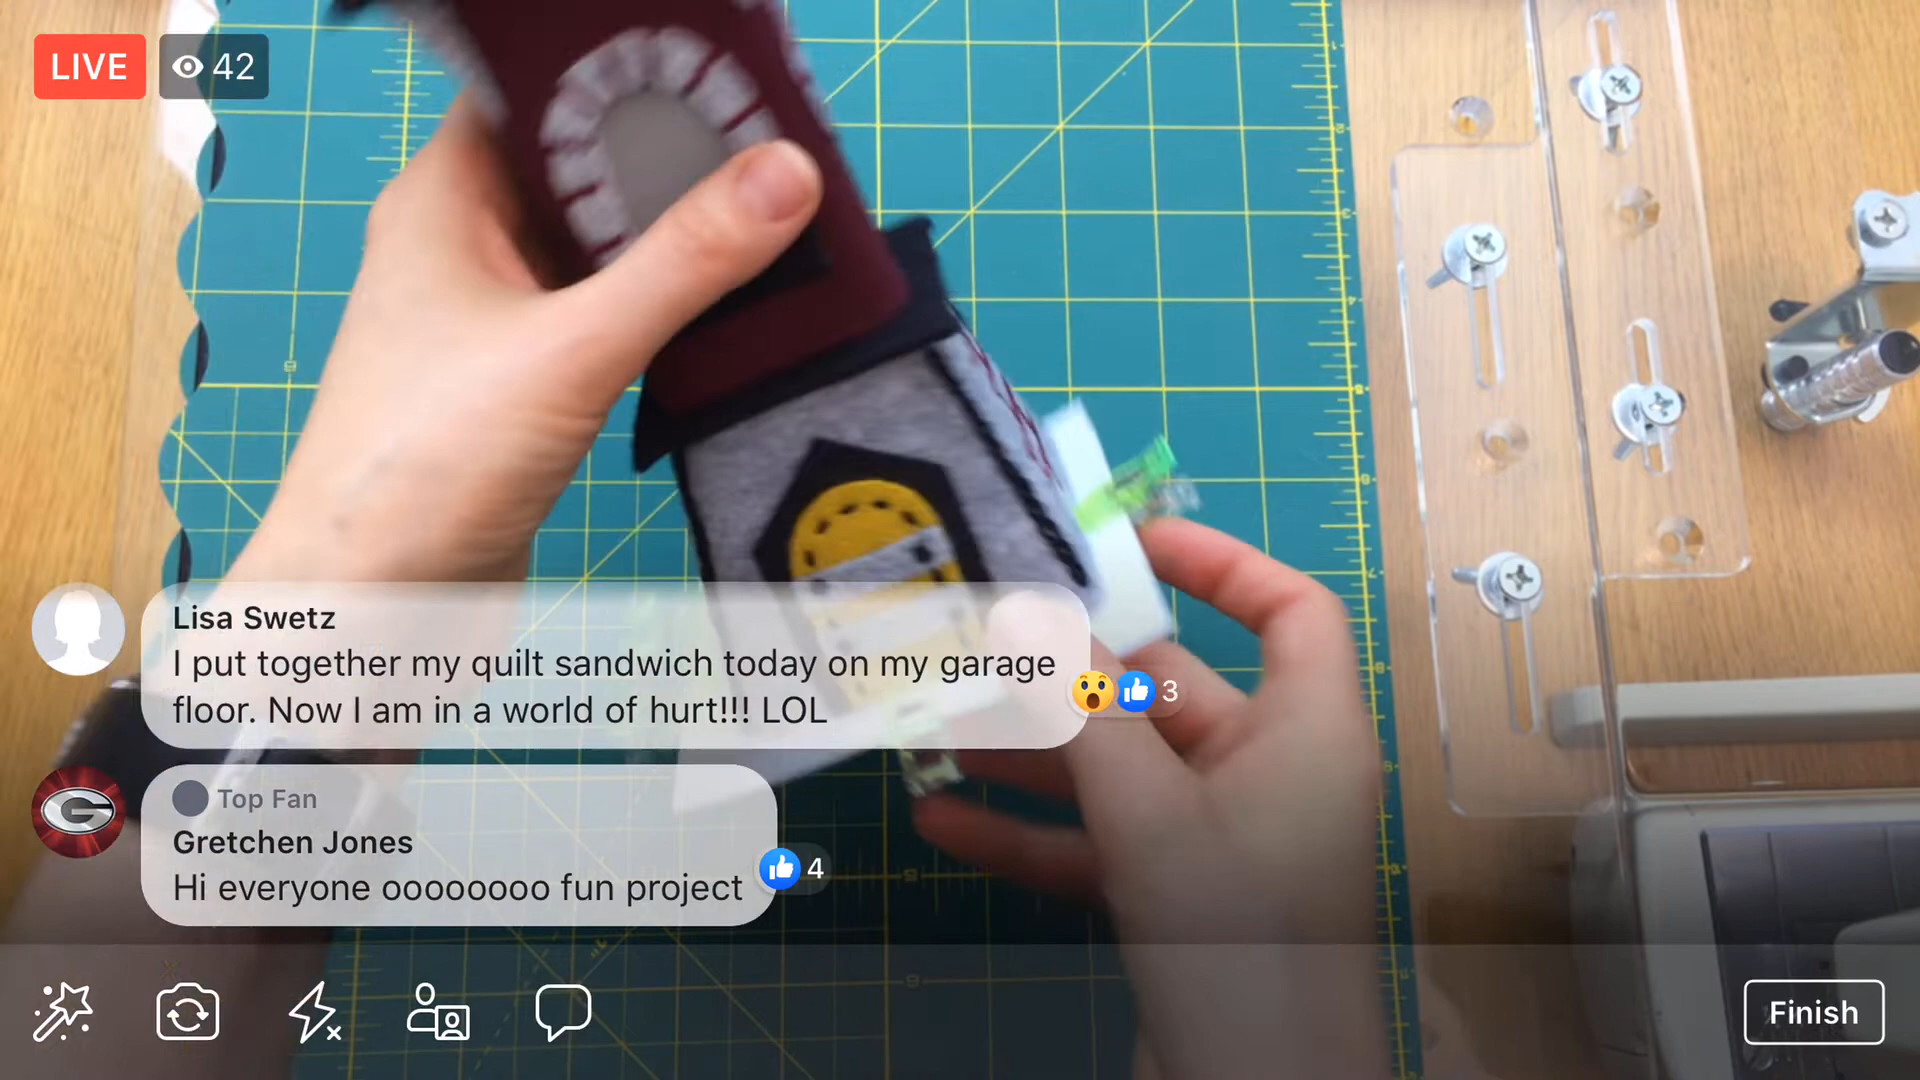 LIVE
42
Lisa Swetz
I put together my quilt sandwich today on my garage
floor. Now I am in a world of hurt!!! LOL
3
Top Fan
Gretchen Jones
Hi everyone oooooooo fun project
4
Finish